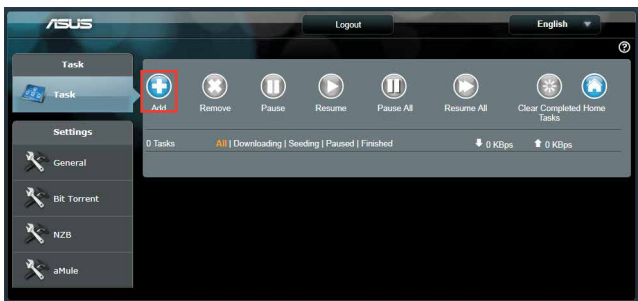 ASUS
Logout
English
?
Task
Task
Add
Remove
Pause
Resume
Pause All
Resume All
Clear Completed Tasks
Home
0 Tasks
All | Downloading | Seeding | Paused | Finished
0 KBps
0 KBps
Settings
General
Bit Torrent
NZB
aMule